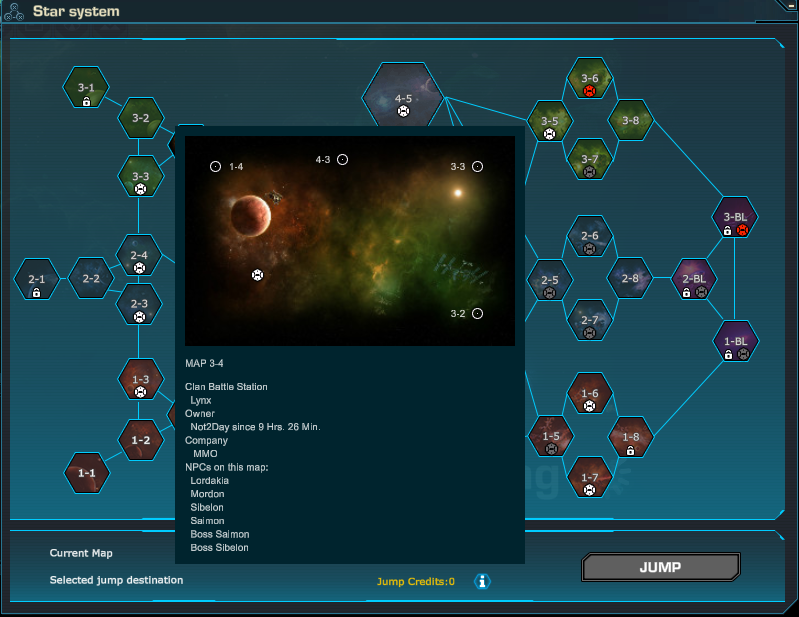 Star system
3-1
3-2
3-3
2-4
2-1
2-2
2-3
1-3
1-2
1-1
4-5
3-6
3-5
3-8
3-7
3-BL
2-6
2-5
2-8
2-BL
2-7
1-BL
1-6
1-5
1-8
1-7
1-4
4-3
3-3
3-2
MAP 3-4
Clan Battle Station
Lynx
Owner
Not2Day since 9 Hrs. 26 Min.
Company
MMO
NPCs on this map:
Lordakia
Mordon
Sibelon
Saimon
Boss Saimon
Boss Sibelon
Current Map
Selected jump destination
Jump Credits:0
JUMP